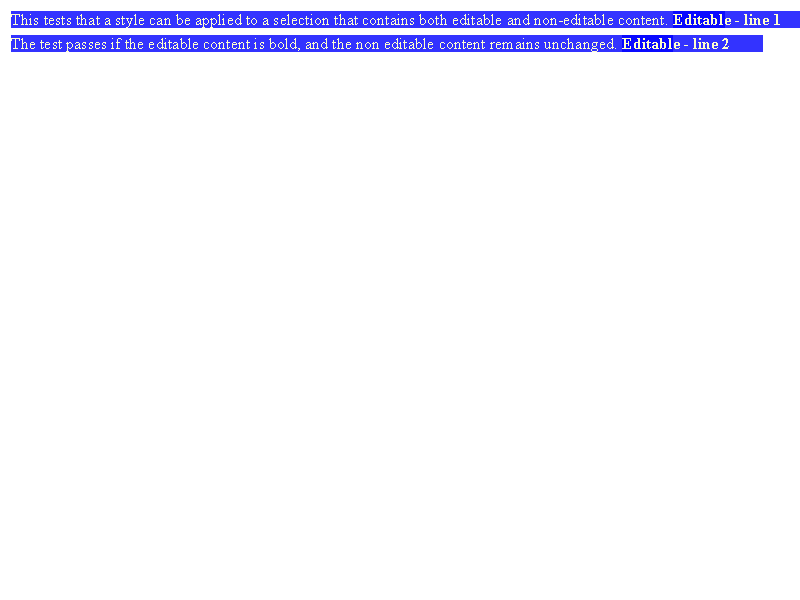 This tests that a style can be applied to a selection that contains both editable and non-editable content. Editable - line 1
The test passes if the editable content is bold, and the non editable content remains unchanged. Editable - line 2